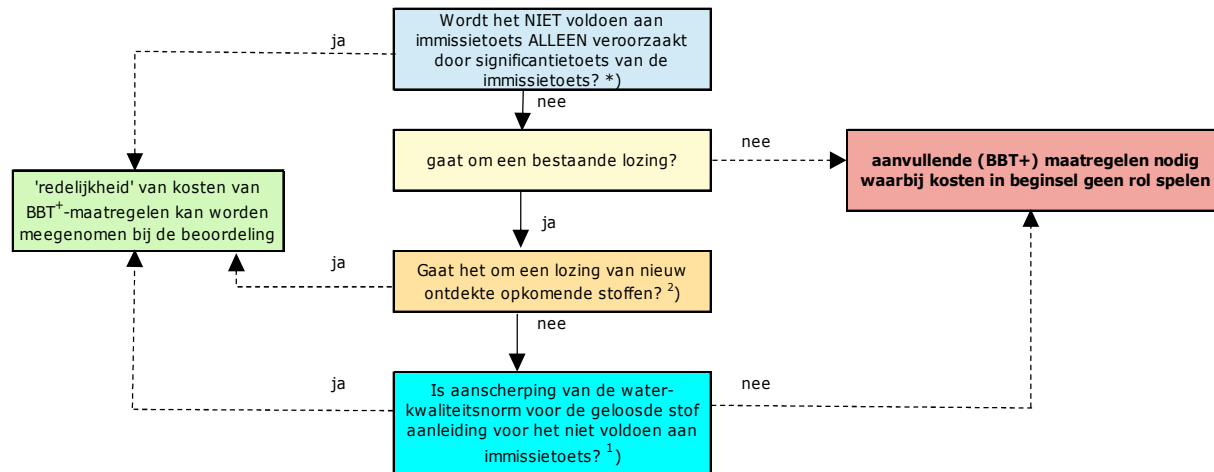 Wordt het NIET voldoen aan
immissietoets ALLEEN veroorzaakt
door significantietoets van de
immissietoets? *)
ja
nee
gaat om een bestaande lozing?
nee
aanvullende (BBT+) maatregelen nodig
waarbij kosten in beginsel geen rol spelen
'redelijkheid' van kosten van
BBT+-maatregelen kan worden
meegenomen bij de beoordeling
ja
ja
Gaat het om een lozing van nieuw
ontdekte opkomende stoffen? 2)
nee
ja
Is aanscherping van de water-
kwaliteitsnorm voor de geloosde stof
aanleiding voor het niet voldoen aan
immissietoets? 1)
nee